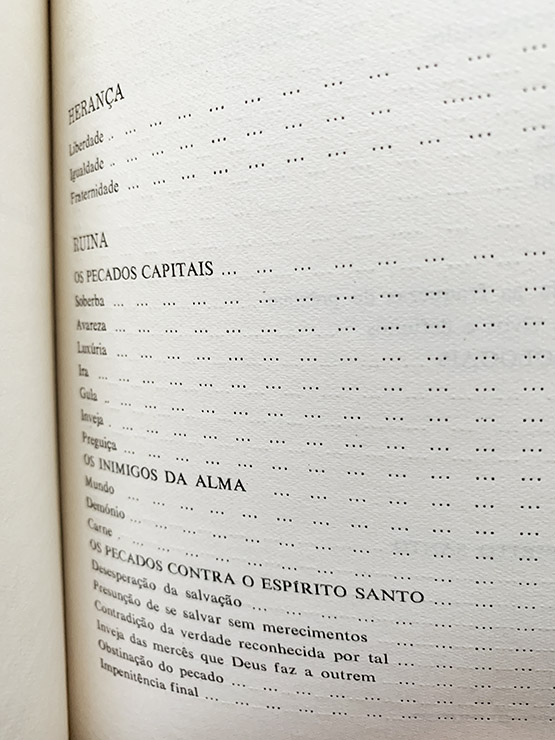 HERANÇA
Liberdade .. ... ... ... ... ... ... ... ... ... ...
Igualdade .. ... ... ... ... ... ... ... ...... ...
Fraternidade ... ... ... ... ... ... ... ... ... ...
RUINA
OS PECADOS CAPITAIS ... ... ... ... ... ... ... ...
Soberba ... ... ... ... ... ... ... ... ... ...
Avareza ... ... ... ... ... ... ... ... ... ...
Luxúria ... ... ... ... ... ... ... ... ... ...
Ira ... ... ... ... ... ... ... ... ... ... ...
Gula .. ... ... ... ... ... ... ... ... ... ...
Inveja . ... ... ... ... ... ... ... ... ... ...
Preguiça ... ... ... ... ... ... ... ... ... ...
OS INIMIGOS DA ALMA ... ... ... ... ... ... ...
Mundo ... ... ... ... ... ... ... ... ... ...
Demónio ... ... ... ... ... ... ... ... ... ...
Carne . ... ... ... ... ... ... ... ... ... ...
OS PECADOS CONTRA O ESPÍRITO SANTO ... ... ...
Desesperação da salvação ... ... ... ... ... ... ...
Presunção de se salvar sem merecimentos ... ... ... ...
Contradição da verdade reconhecida por tal ... ... ...
Inveja das mercês que Deus faz a outrem ... ... ...
Obstinação do pecado ... ... ... ... ... ... ... ...
Impenitência final ... ... ... ... ... ... ... ...